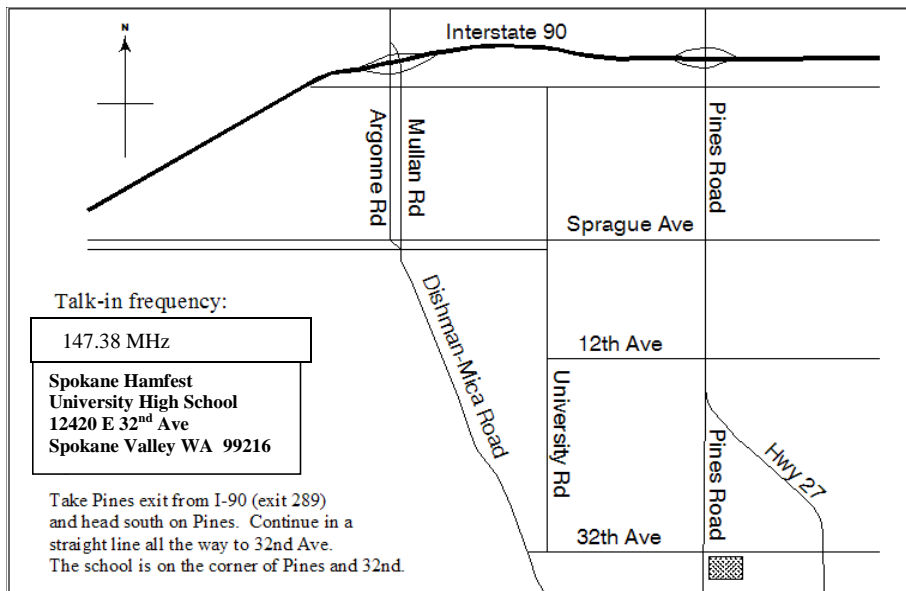 N
Interstate 90
Argonne Rd
Mullan Rd
Pines Road
Sprague Ave
Talk-in frequency:
147.38 MHz
Dishman-Mica Road
12th Ave
Spokane Hamfest
University High School
12420 E 32nd Ave
Spokane Valley WA 99216
University Rd
Pines Road
Hwy 27
Take Pines exit from I-90 (exit 289)
and head south on Pines. Continue in a
straight line all the way to 32nd Ave.
The school is on the corner of Pines and 32nd.
32th Ave